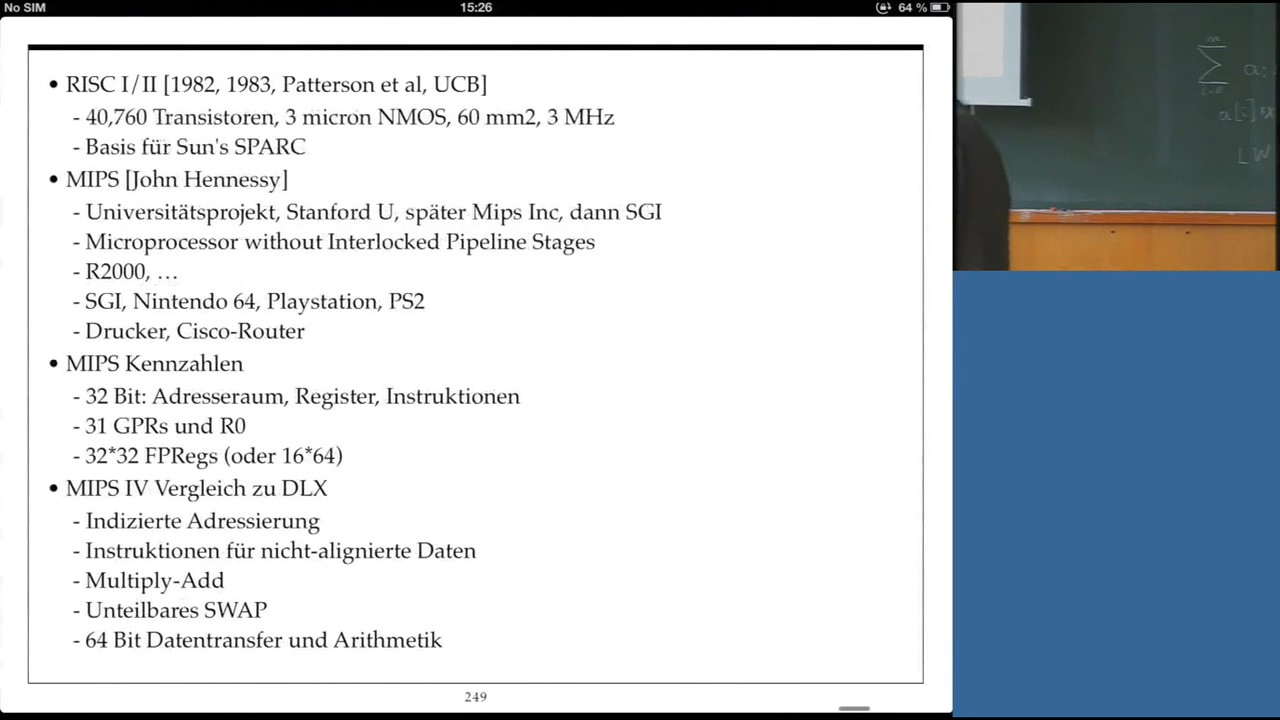 No SIM 15:26 64 %
• RISC I/II [1982, 1983, Patterson et al, UCB]
- 40,760 Transistoren, 3 micron NMOS, 60 mm2, 3 MHz
- Basis für Sun's SPARC
• MIPS [John Hennessy]
- Universitätsprojekt, Stanford U, später Mips Inc, dann SGI
- Microprocessor without Interlocked Pipeline Stages
- R2000, …
- SGI, Nintendo 64, Playstation, PS2
- Drucker, Cisco-Router
• MIPS Kennzahlen
- 32 Bit: Adresseraum, Register, Instruktionen
- 31 GPRs und R0
- 32*32 FPRegs (oder 16*64)
• MIPS IV Vergleich zu DLX
- Indizierte Adressierung
- Instruktionen für nicht-alignierte Daten
- Multiply-Add
- Unteilbares SWAP
- 64 Bit Datentransfer und Arithmetik
249
∑
LW